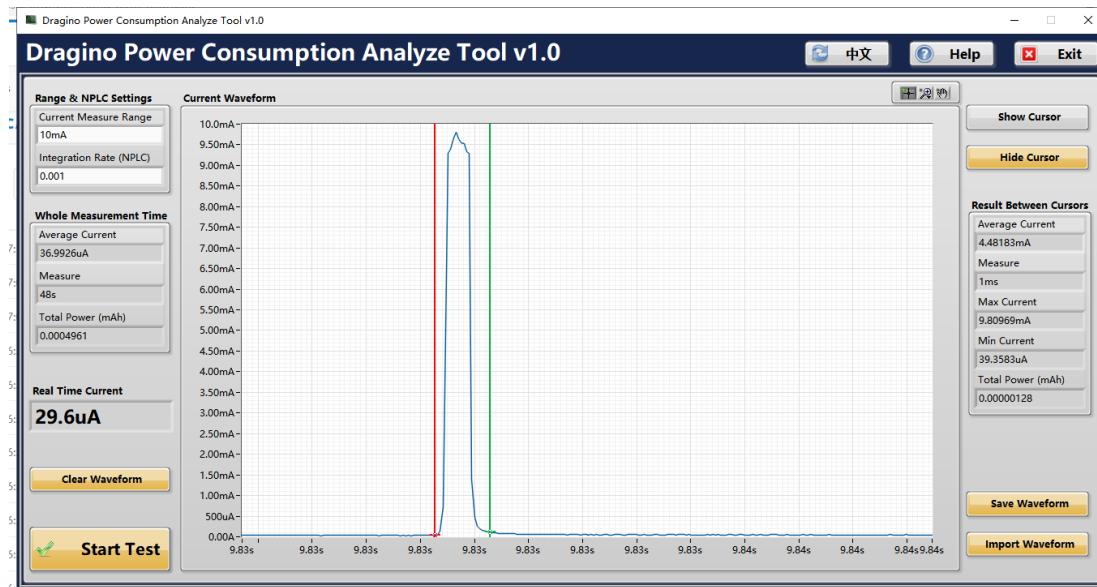 Dragino Power Consumption Analyze Tool v1.0
Dragino Power Consumption Analyze Tool v1.0
中文
Help
Exit
Range & NPLC Settings
Current Measure Range
10mA
Integration Rate (NPLC)
0.001
Whole Measurement Time
Average Current
36.9926uA
Measure
48s
Total Power (mAh)
0.0004961
Real Time Current
29.6uA
Clear Waveform
Start Test
Current Waveform
10.0mA
9.50mA
9.00mA
8.50mA
8.00mA
7.50mA
7.00mA
6.50mA
6.00mA
5.50mA
5.00mA
4.50mA
4.00mA
3.50mA
3.00mA
2.50mA
2.00mA
1.50mA
1.00mA
500uA
0.00A
9.83s 9.83s 9.83s 9.83s 9.83s 9.83s 9.83s 9.83s 9.83s 9.84s 9.84s 9.84s 9.84s 9.84s
Show Cursor
Hide Cursor
Result Between Cursors
Average Current
4.48183mA
Measure
1ms
Max Current
9.80969mA
Min Current
39.3583uA
Total Power (mAh)
0.00000128
Save Waveform
Import Waveform